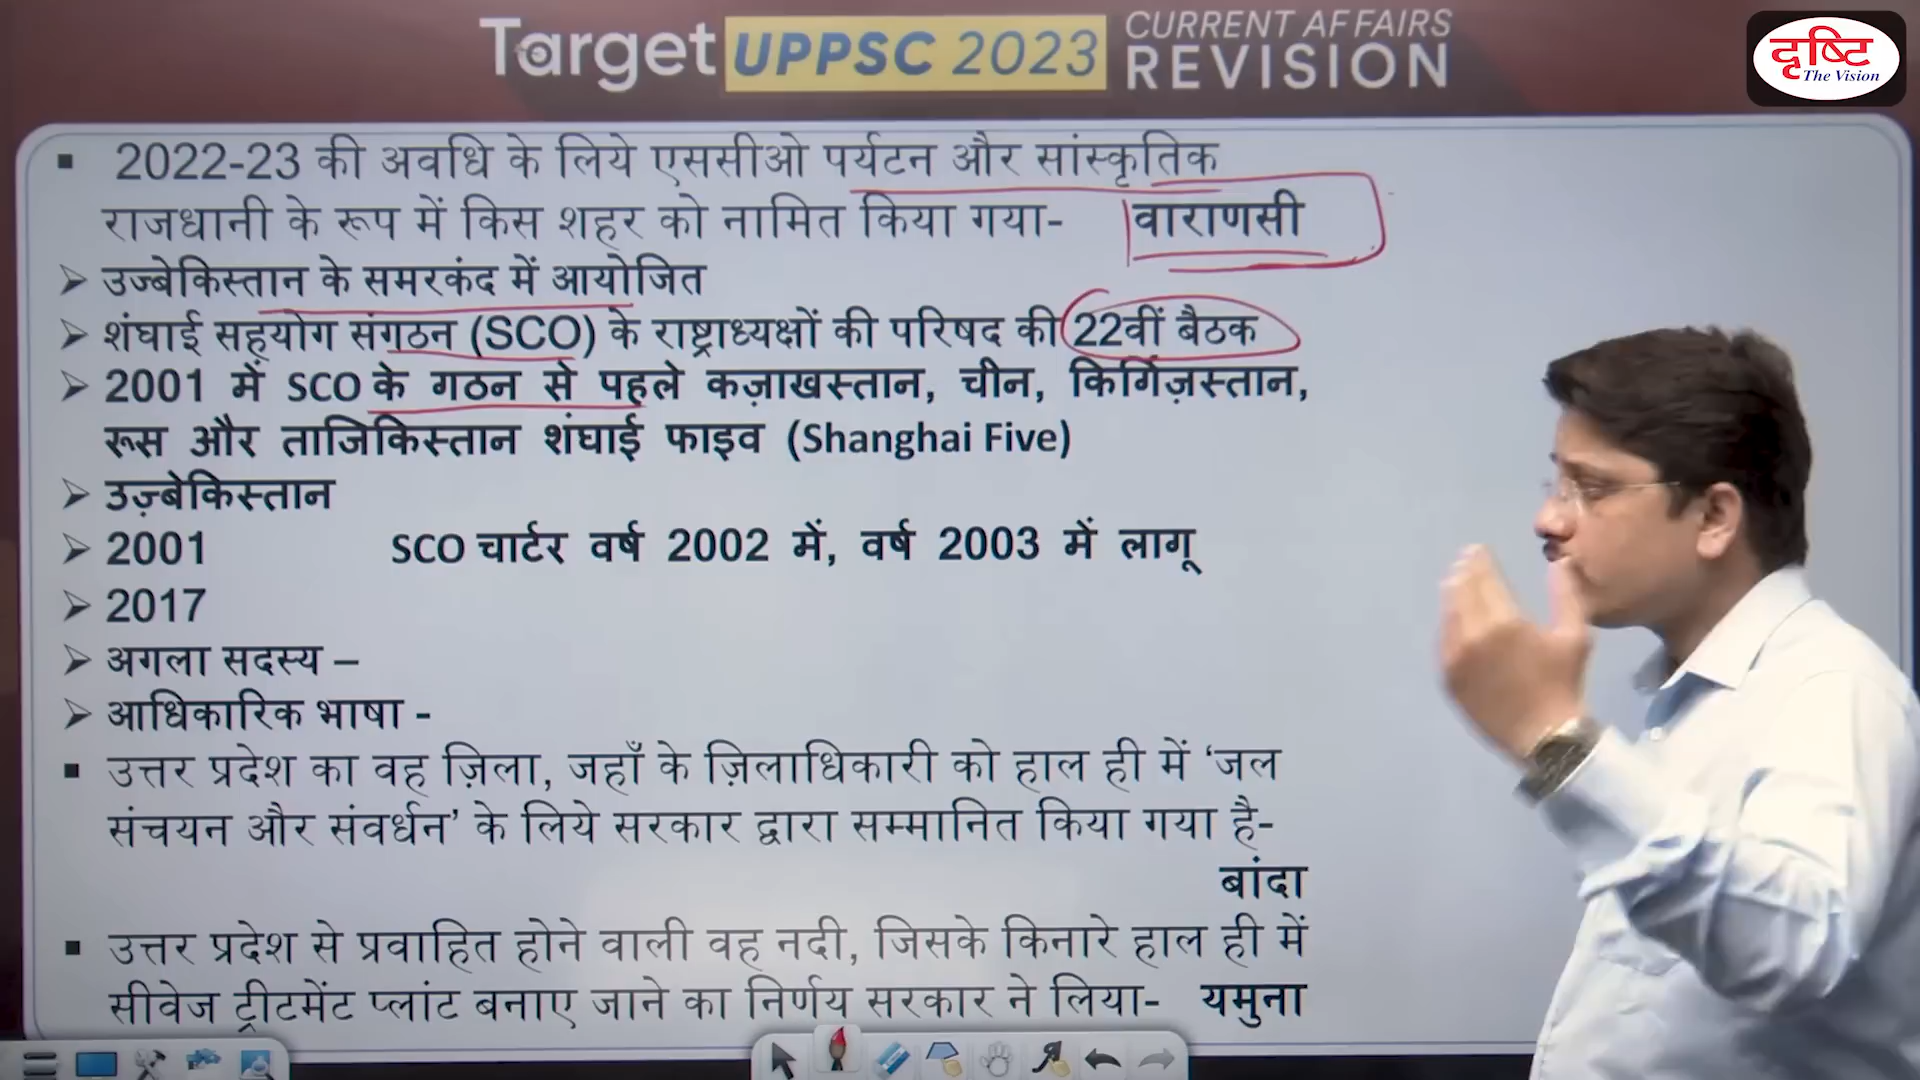 Target UPPSC 2023 CURRENT AFFAIRS REVISION
दृष्टि
The Vision
▪ 2022-23 की अवधि के लिये एससीओ पर्यटन और सांस्कृतिक
राजधानी के रूप में किस शहर को नामित किया गया- वाराणसी
➢ उज्बेकिस्तान के समरकंद में आयोजित
➢ शंघाई सहयोग संगठन (SCO) के राष्ट्राध्यक्षों की परिषद की 22वीं बैठक
➢ 2001 में SCO के गठन से पहले कज़ाखस्तान, चीन, किर्गिज़स्तान,
रूस और ताजिकिस्तान शंघाई फाइव (Shanghai Five)
➢ उज़्बेकिस्तान
➢ 2001 SCO चार्टर वर्ष 2002 में, वर्ष 2003 में लागू
➢ 2017
➢ अगला सदस्य –
➢ आधिकारिक भाषा -
▪ उत्तर प्रदेश का वह ज़िला, जहाँ के ज़िलाधिकारी को हाल ही में ‘जल
संचयन और संवर्धन’ के लिये सरकार द्वारा सम्मानित किया गया है-
बांदा
▪ उत्तर प्रदेश से प्रवाहित होने वाली वह नदी, जिसके किनारे हाल ही में
सीवेज ट्रीटमेंट प्लांट बनाए जाने का निर्णय सरकार ने लिया- यमुना